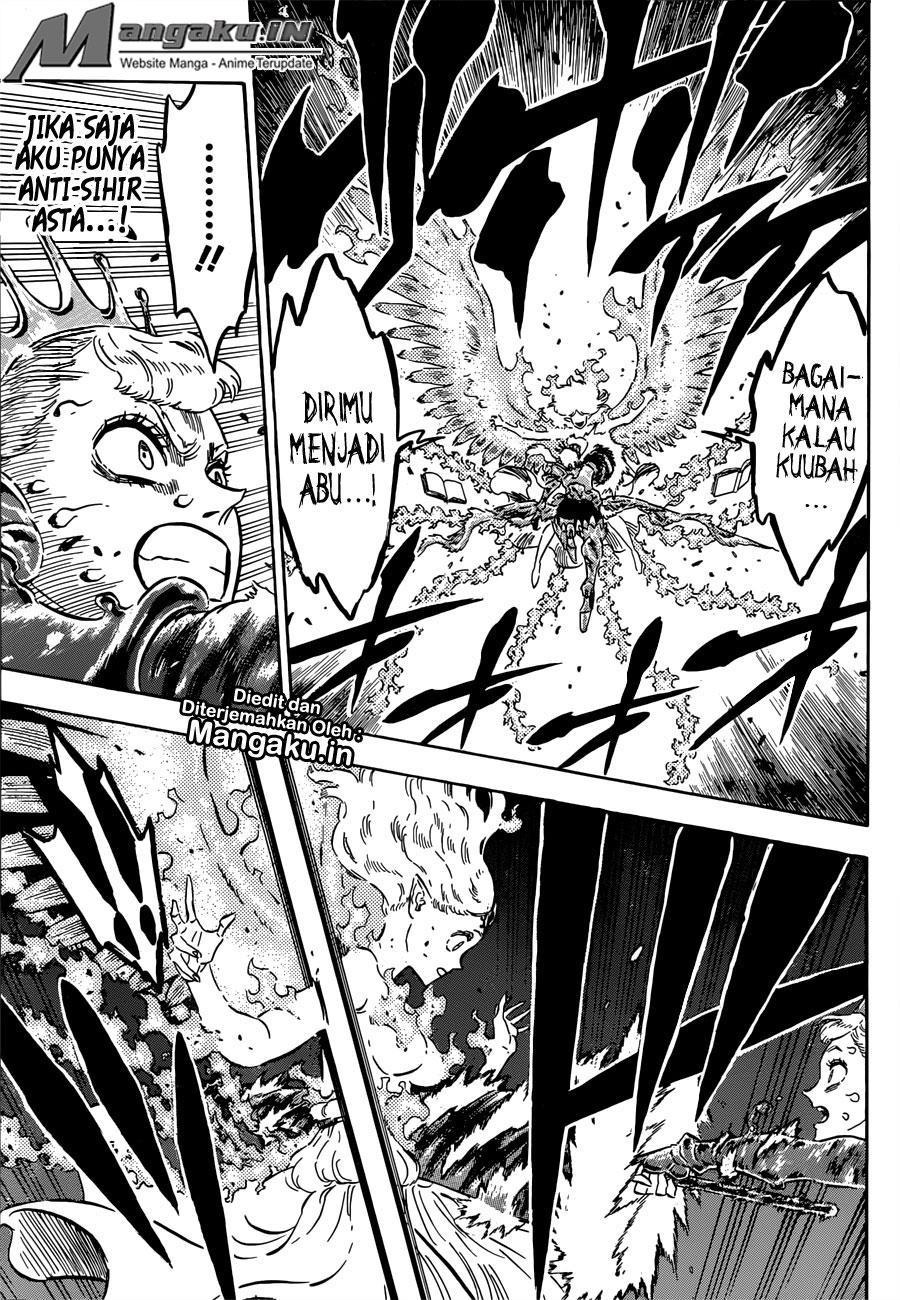 Mangaku.iN
Website Manga - Anime Terupdate
BAGAI-
MANA
KALAU
KUUBAH
...
DIRIMU
MENJADI
ABU...!
........!!
JIKA SAJA
AKU PUNYA
ANTI-SIHIR
ASTA...!
Diedit dan
Diterjemahkan Oleh :
Mangaku.in